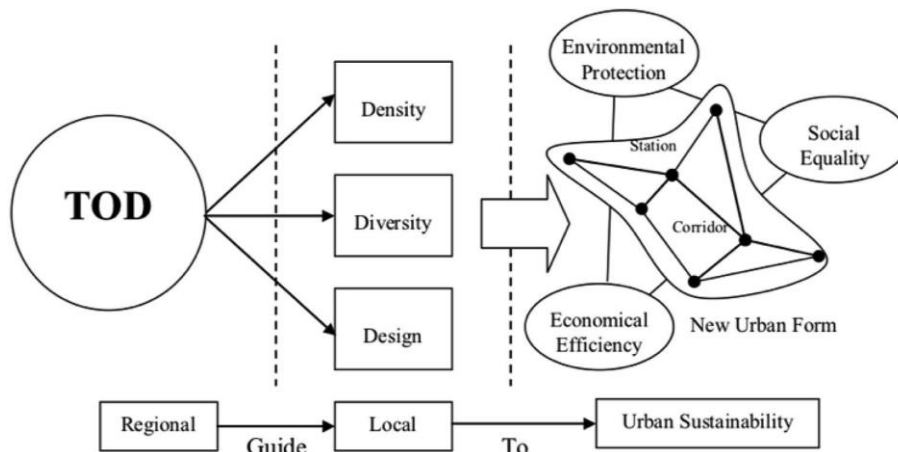 TOD
Density
Diversity
Design
Environmental
Protection
Social
Equality
Station
Corridor
Economical
Efficiency
New Urban Form
Regional
Guide
Local
To
Urban Sustainability